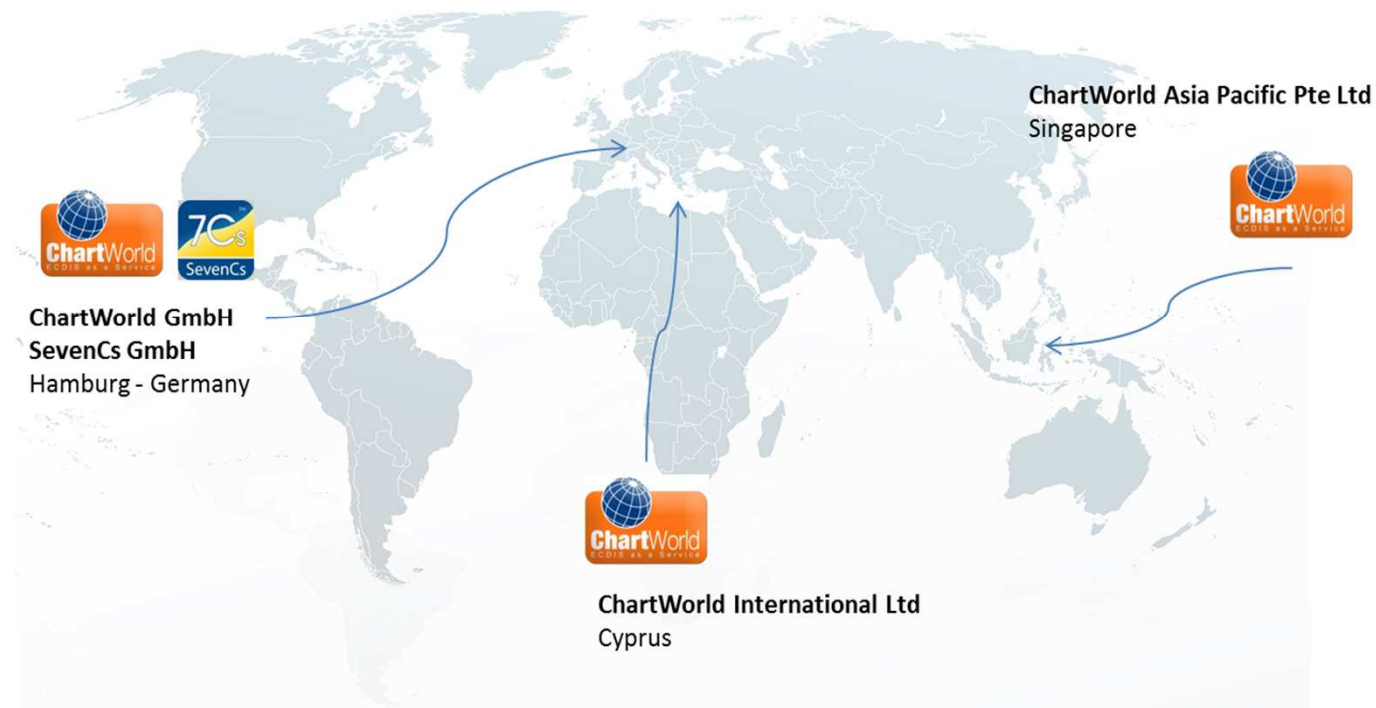 ChartWorld Asia Pacific Pte Ltd
Singapore
ChartWorld
ECDIS as a Service
ChartWorld
ECDIS as a Service
7Cs
TM
SevenCs
ChartWorld GmbH
SevenCs GmbH
Hamburg - Germany
ChartWorld
ECDIS as a Service
ChartWorld International Ltd
Cyprus